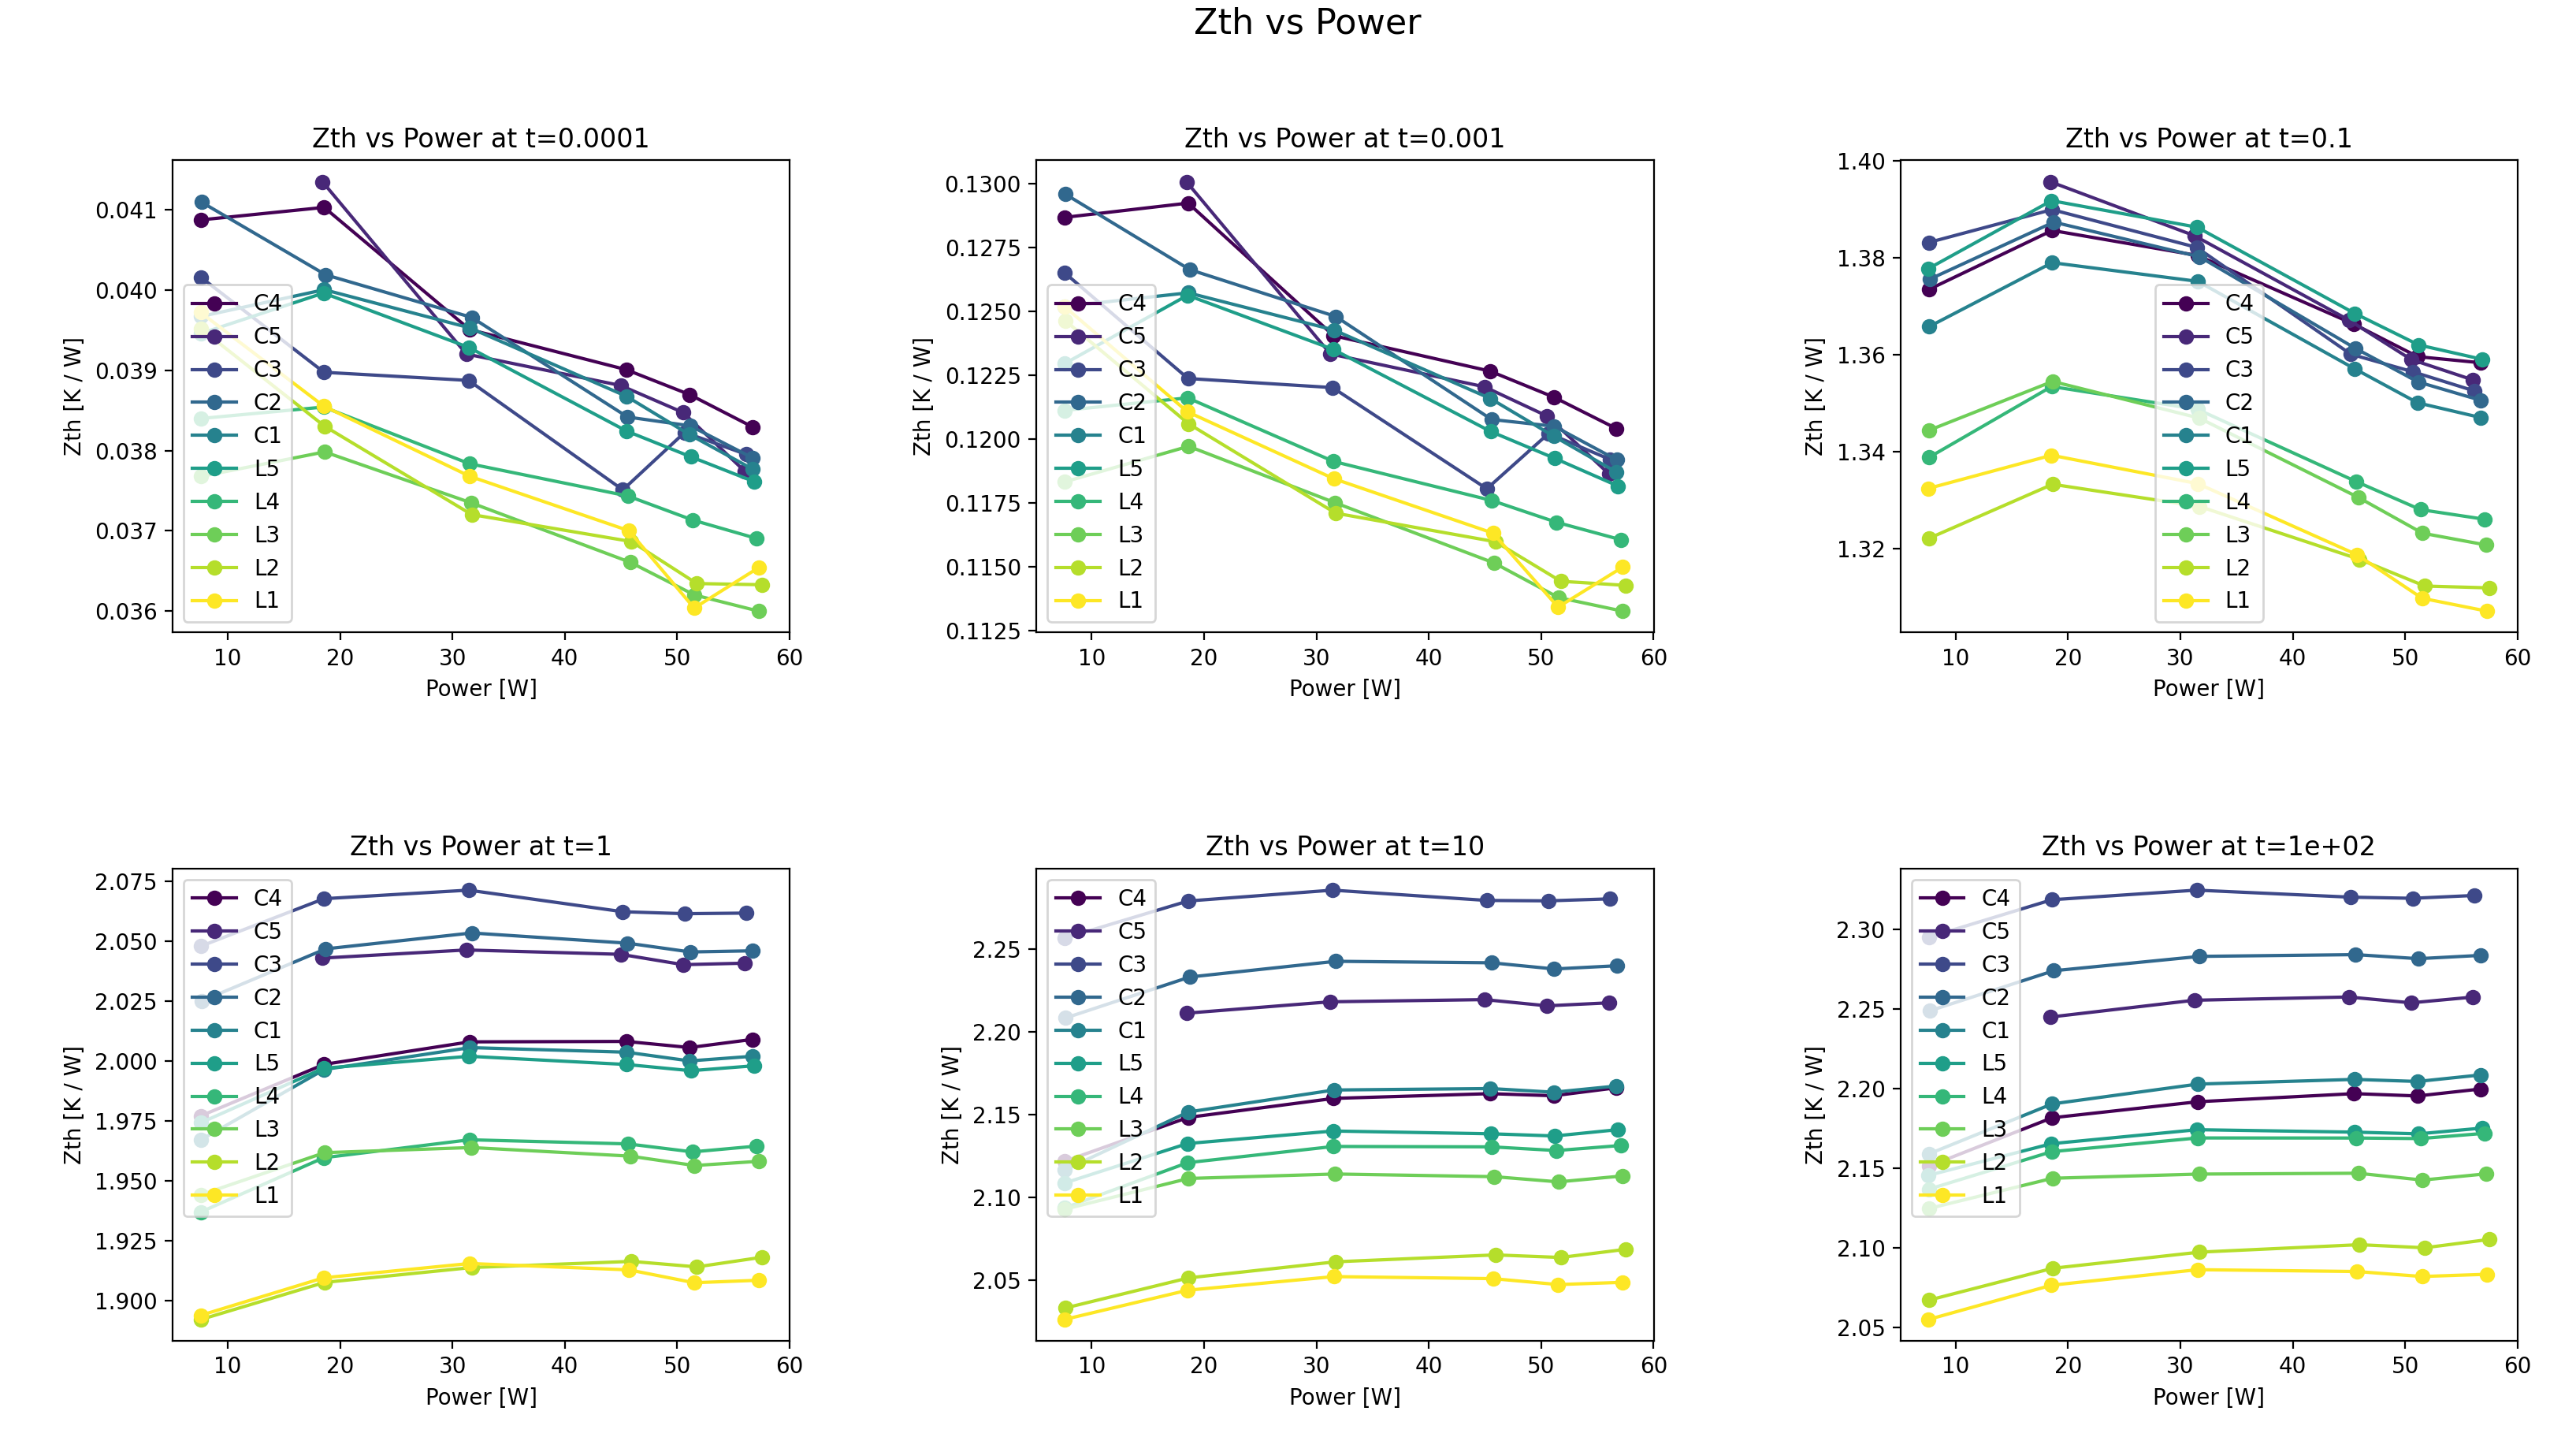 Zth vs Power
Zth vs Power at t=0.0001
Zth [K / W]
0.041
0.040
0.039
0.038
0.037
0.036
C4
C5
C3
C2
C1
L5
L4
L3
L2
L1
10 20 30 40 50 60
Power [W]
Zth vs Power at t=0.001
Zth [K / W]
0.1300
0.1275
0.1250
0.1225
0.1200
0.1175
0.1150
0.1125
C4
C5
C3
C2
C1
L5
L4
L3
L2
L1
10 20 30 40 50 60
Power [W]
Zth vs Power at t=0.1
Zth [K / W]
1.40
1.38
1.36
1.34
1.32
C4
C5
C3
C2
C1
L5
L4
L3
L2
L1
10 20 30 40 50 60
Power [W]
Zth vs Power at t=1
Zth [K / W]
2.075
2.050
2.025
2.000
1.975
1.950
1.925
1.900
C4
C5
C3
C2
C1
L5
L4
L3
L2
L1
10 20 30 40 50 60
Power [W]
Zth vs Power at t=10
Zth [K / W]
2.25
2.20
2.15
2.10
2.05
C4
C5
C3
C2
C1
L5
L4
L3
L2
L1
10 20 30 40 50 60
Power [W]
Zth vs Power at t=1e+02
Zth [K / W]
2.30
2.25
2.20
2.15
2.10
2.05
C4
C5
C3
C2
C1
L5
L4
L3
L2
L1
10 20 30 40 50 60
Power [W]